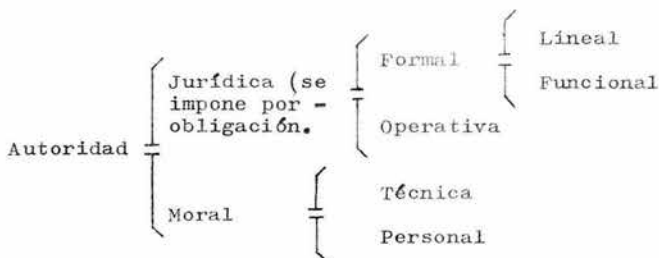 Lineal
Formal
Funcional
Jurídica (se
impone por -
obligación.
Operativa
Autoridad
Técnica
Moral
Personal